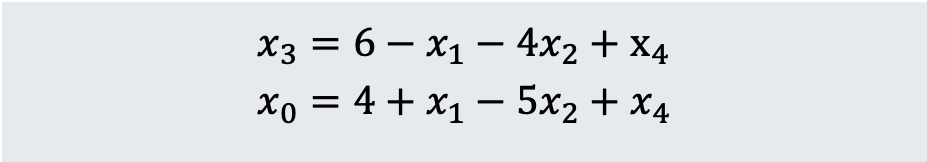 x₃ = 6 − x₁ − 4x₂ + x₄
x₀ = 4 + x₁ − 5x₂ + x₄